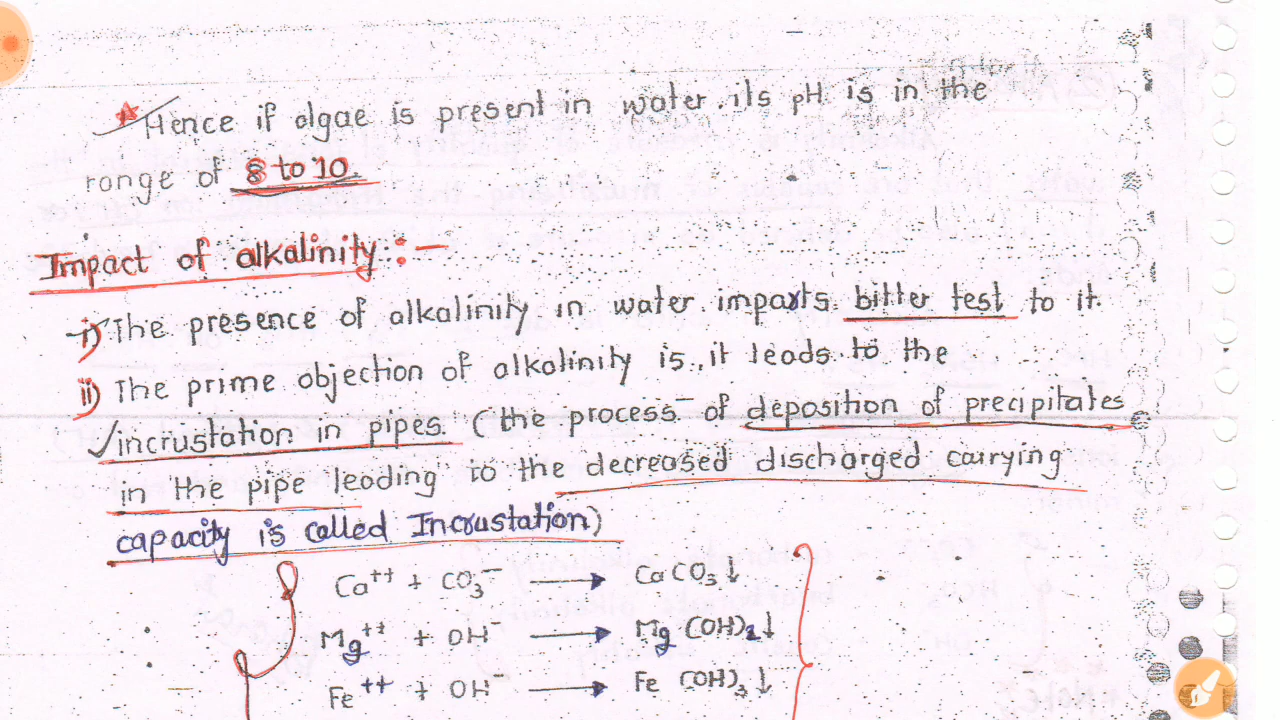 Hence if algae is present in water. its pH is in the
range of 8 to 10.
Impact of alkalinity:-
i) The presence of alkalinity in water imparts bitter test to it.
ii) The prime objection of alkalinity is, it leads to the
incrustation in pipes. (the process of deposition of precipitates
in the pipe leading to the decreased discharged carrying
capacity is called Incrustation)
Ca++ + CO3-- → CaCO3↓
Mg++ + OH- → Mg(OH)2↓
Fe++ + OH- → Fe(OH)2↓